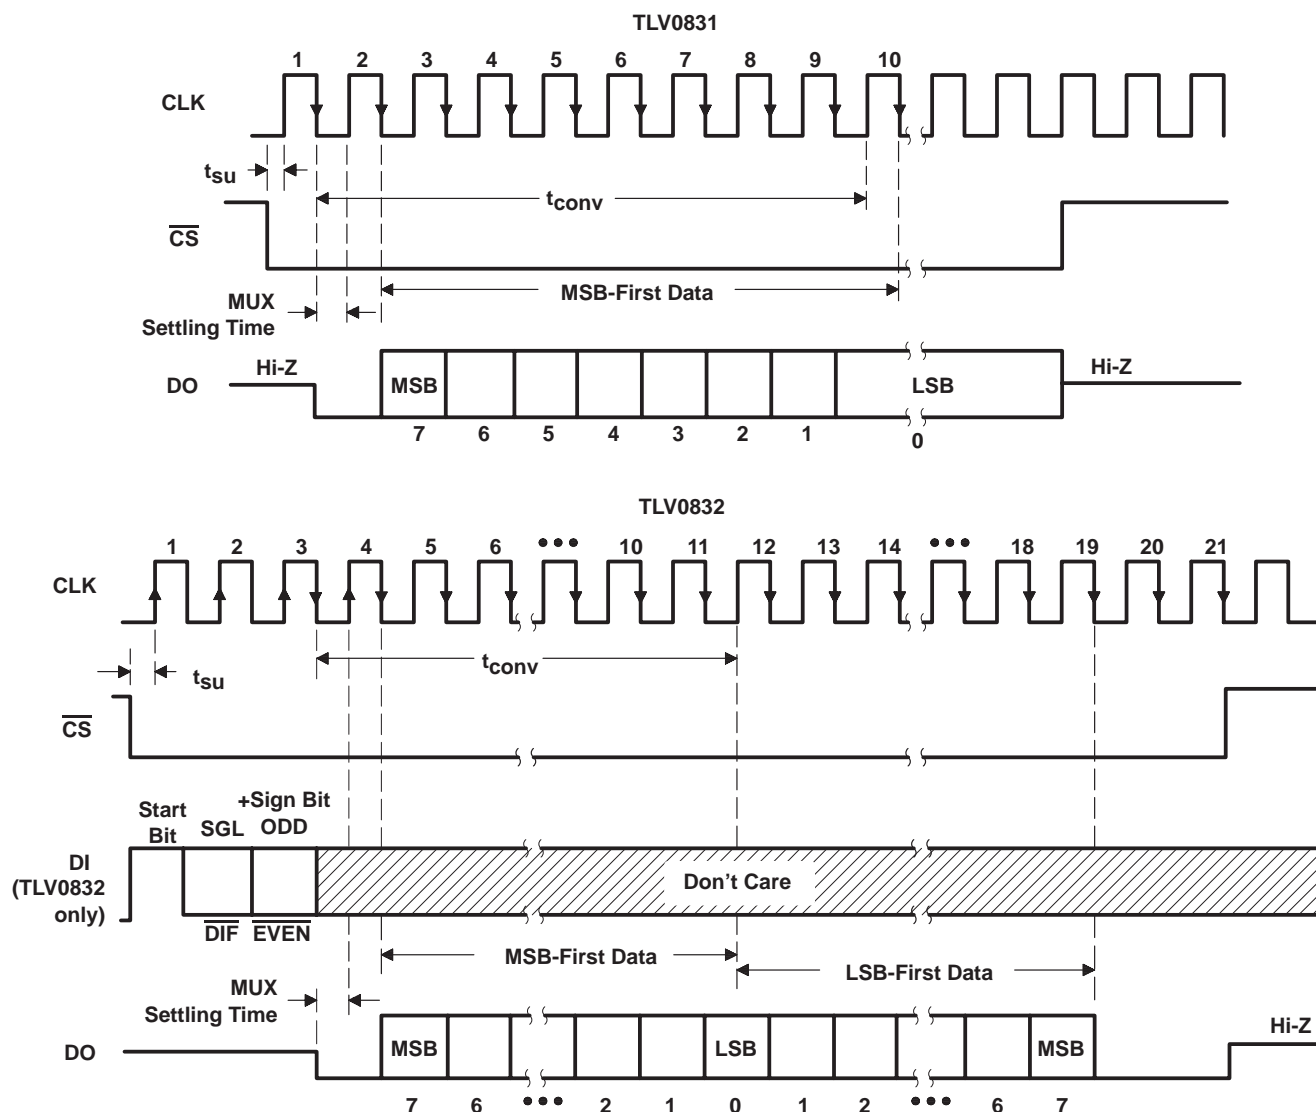 TLV0831
1 2 3 4 5 6 7 8 9 10
CLK
tsu
tconv
CS
MSB-First Data
MUX
Settling Time
Hi-Z
Hi-Z
DO
MSB
LSB
7 6 5 4 3 2 1 0
TLV0832
1 2 3 4 5 6 ••• 10 11 12 13 14 ••• 18 19 20 21
CLK
tconv
tsu
CS
+Sign Bit
Start
Bit
SGL
ODD
DI
(TLV0832
only)
Don't Care
DIF EVEN
MSB-First Data
LSB-First Data
MUX
Settling Time
Hi-Z
DO
MSB
LSB
MSB
7 6 ••• 2 1 0 1 2 ••• 6 7